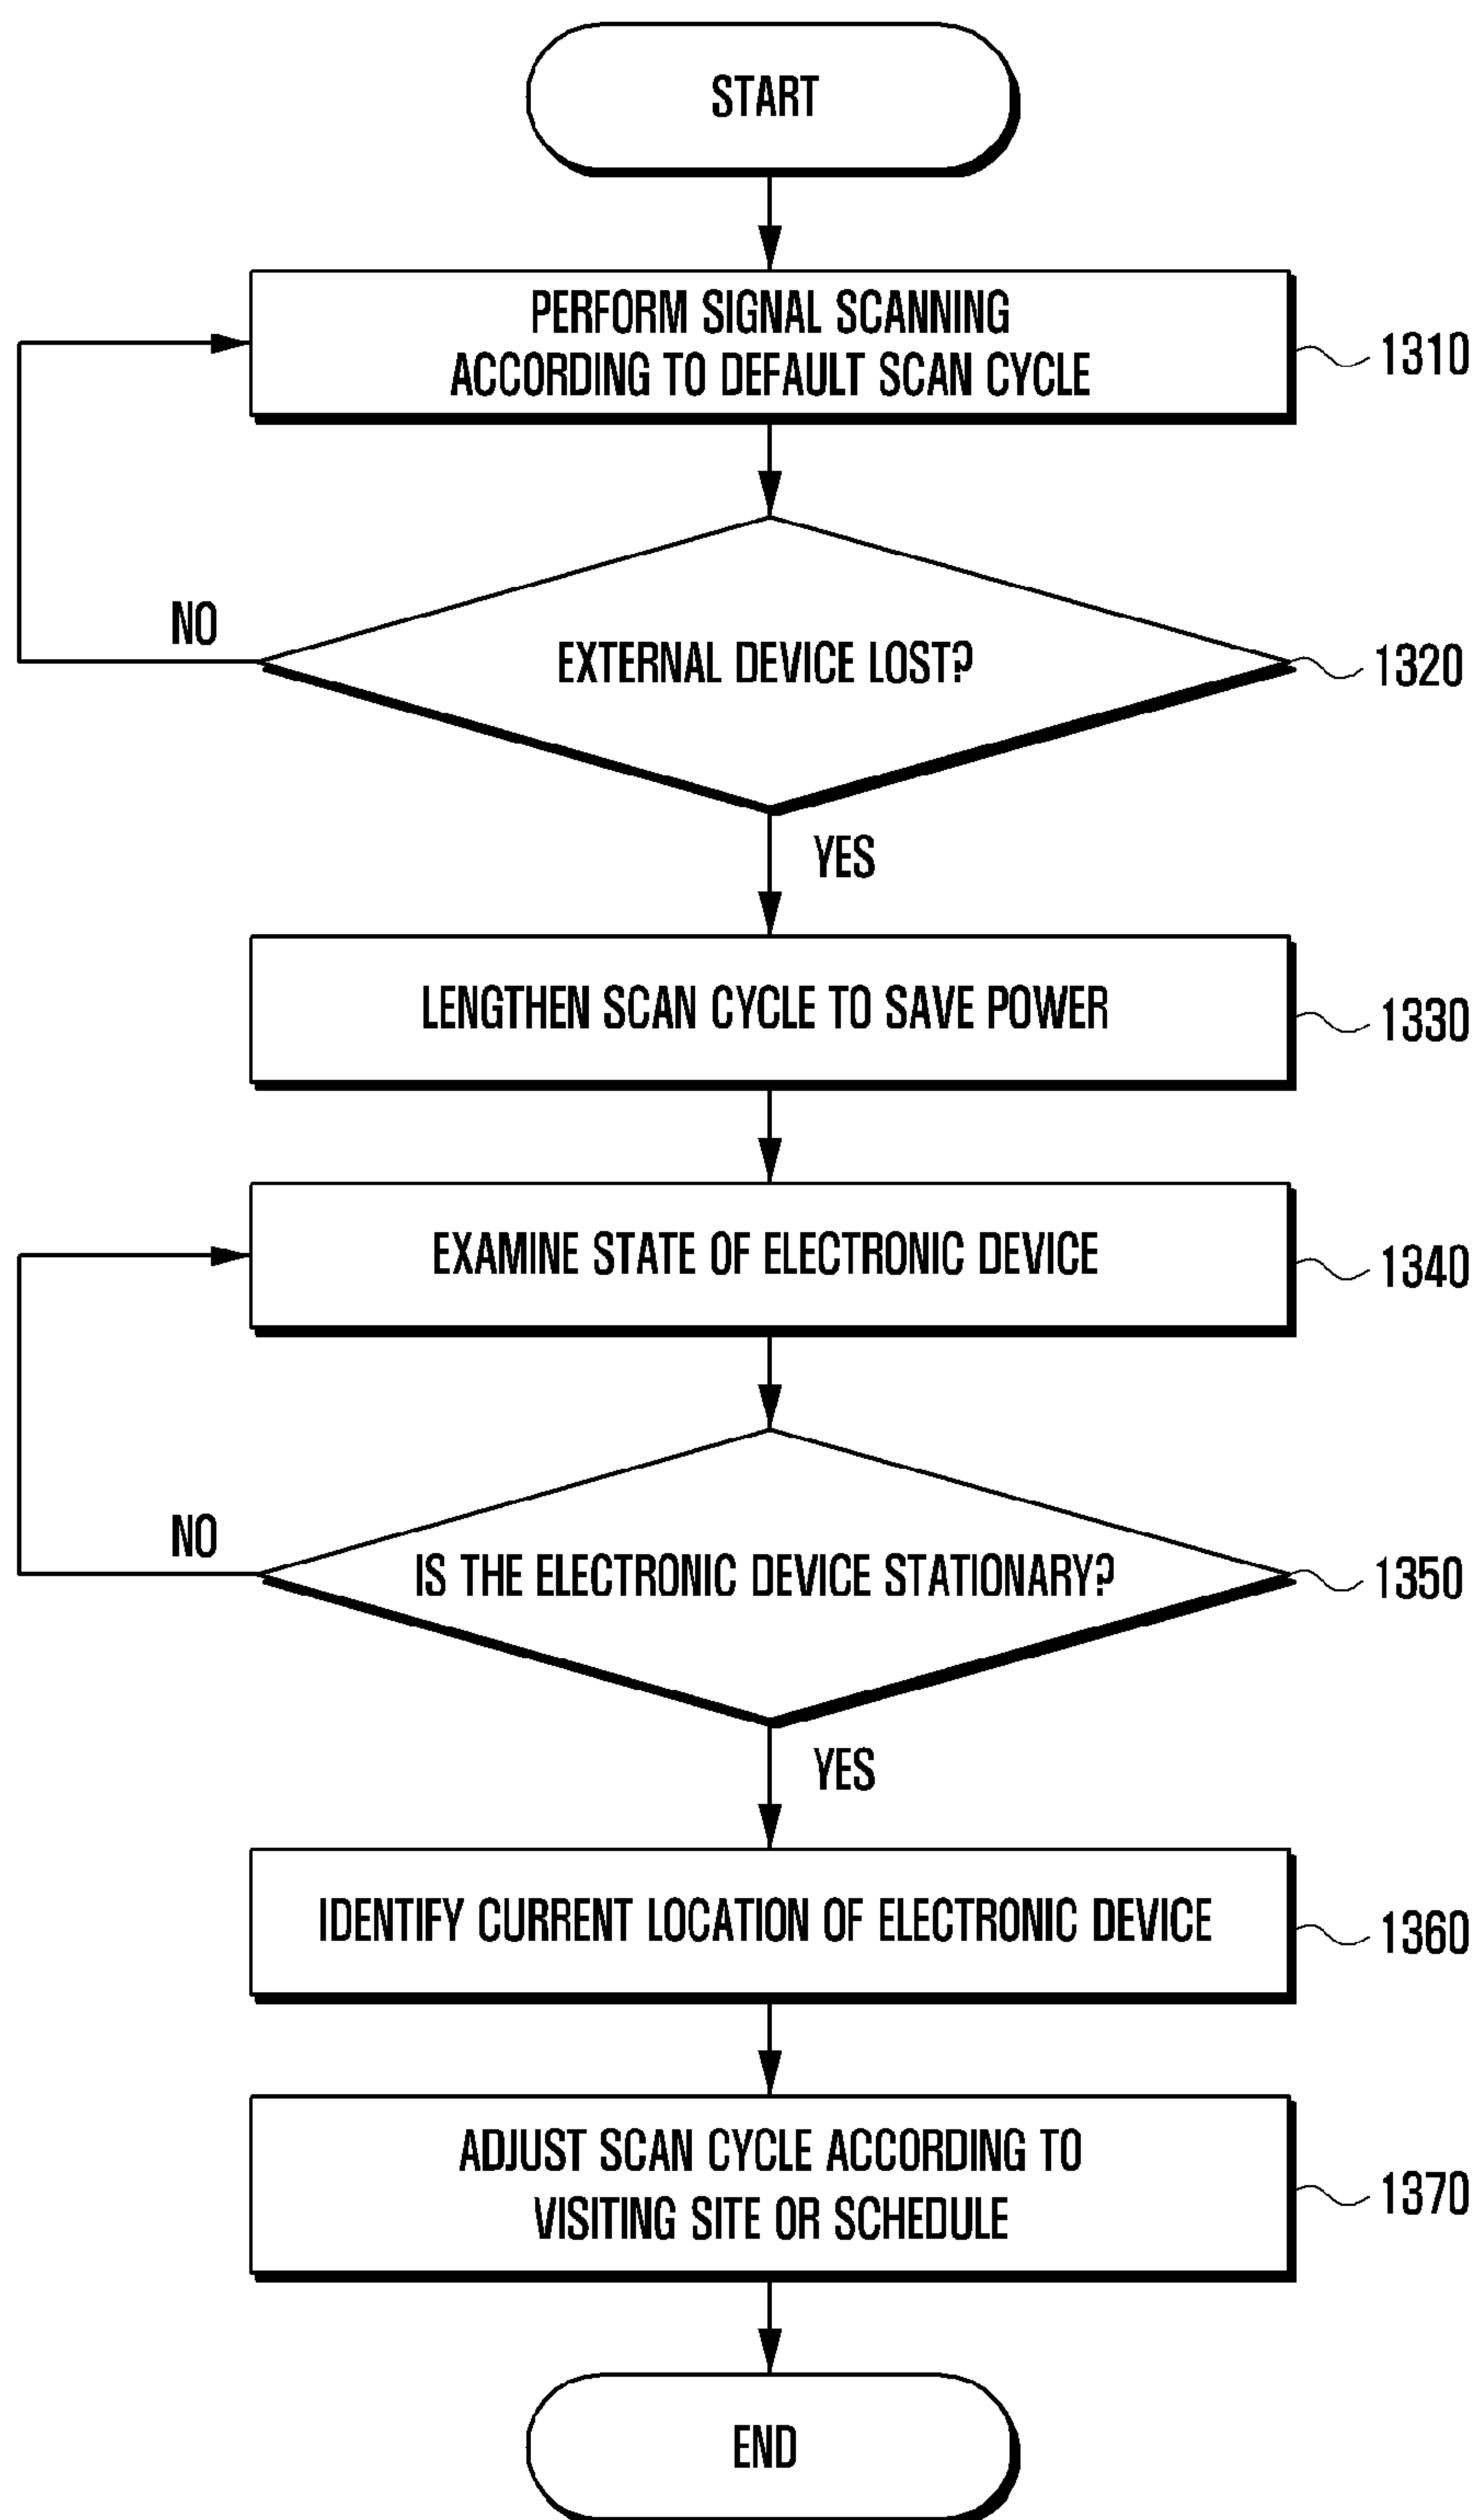 START
PERFORM SIGNAL SCANNING
ACCORDING TO DEFAULT SCAN CYCLE
1310
NO
EXTERNAL DEVICE LOST?
1320
YES
LENGTHEN SCAN CYCLE TO SAVE POWER
1330
EXAMINE STATE OF ELECTRONIC DEVICE
1340
NO
IS THE ELECTRONIC DEVICE STATIONARY?
1350
YES
IDENTIFY CURRENT LOCATION OF ELECTRONIC DEVICE
1360
ADJUST SCAN CYCLE ACCORDING TO
VISITING SITE OR SCHEDULE
1370
END